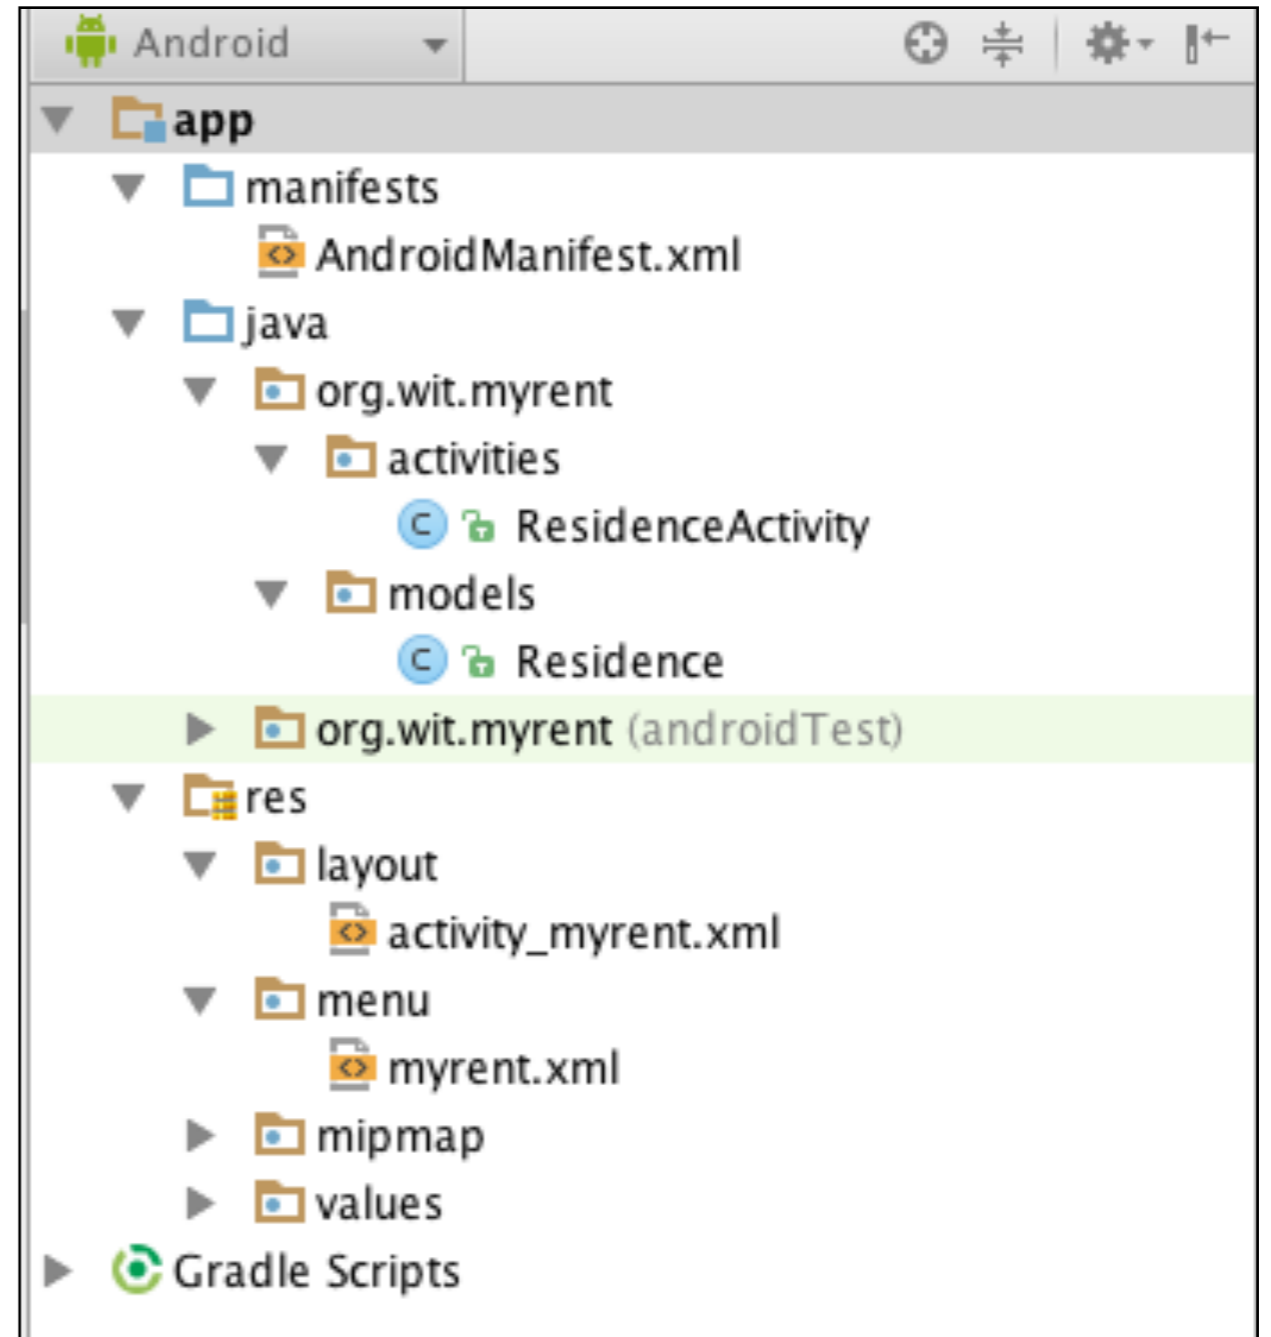 Android
app
manifests
AndroidManifest.xml
java
org.wit.myrent
activities
C ResidenceActivity
models
C Residence
org.wit.myrent (androidTest)
res
layout
activity_myrent.xml
menu
myrent.xml
mipmap
values
Gradle Scripts